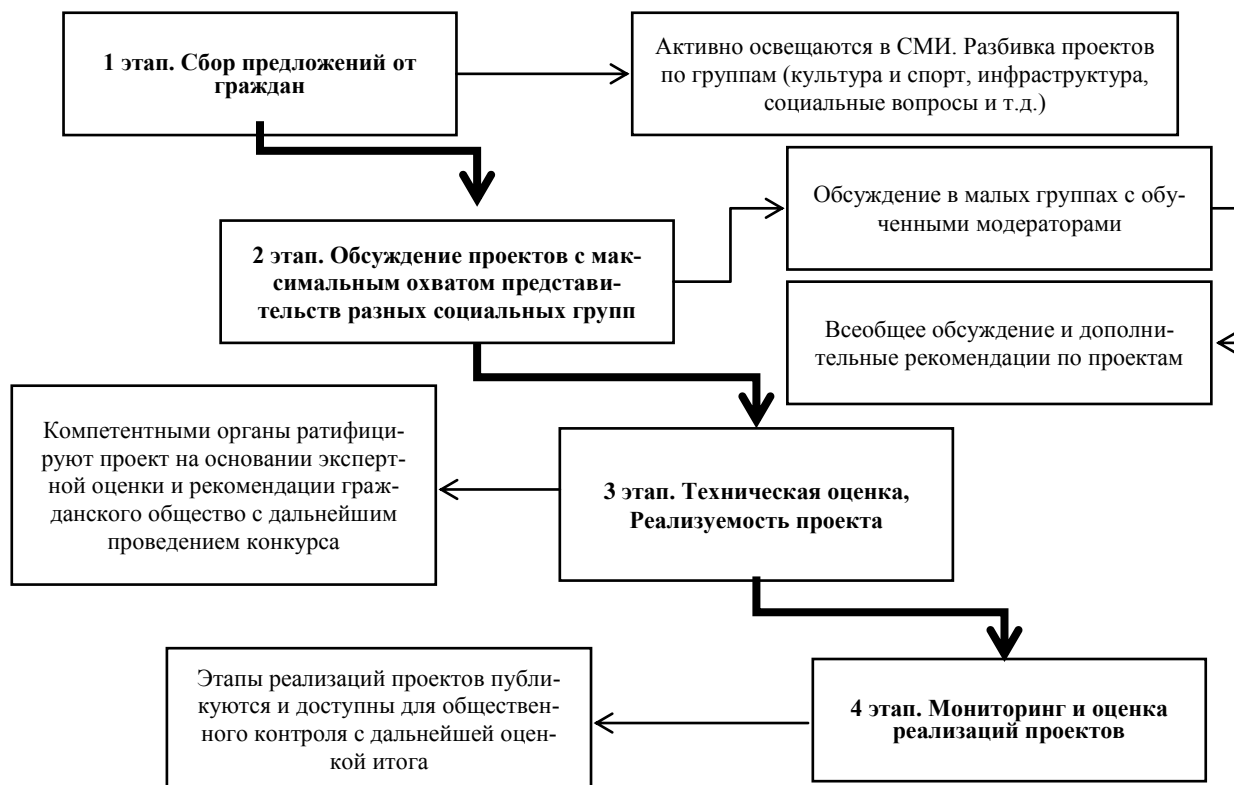 1 этап. Сбор предложений от
граждан
Активно освещаются в СМИ. Разбивка проектов
по группам (культура и спорт, инфраструктура,
социальные вопросы и т.д.)
Обсуждение в малых группах с обу-
ченными модераторами
2 этап. Обсуждение проектов с мак-
симальным охватом представи-
тельств разных социальных групп
Всеобщее обсуждение и дополни-
тельные рекомендации по проектам
Компетентными органы ратифици-
руют проект на основании эксперт-
ной оценки и рекомендации граж-
данского общество с дальнейшим
проведением конкурса
3 этап. Техническая оценка,
Реализуемость проекта
Этапы реализаций проектов публи-
куются и доступны для обществен-
ного контроля с дальнейшей оцен-
кой итога
4 этап. Мониторинг и оценка
реализаций проектов